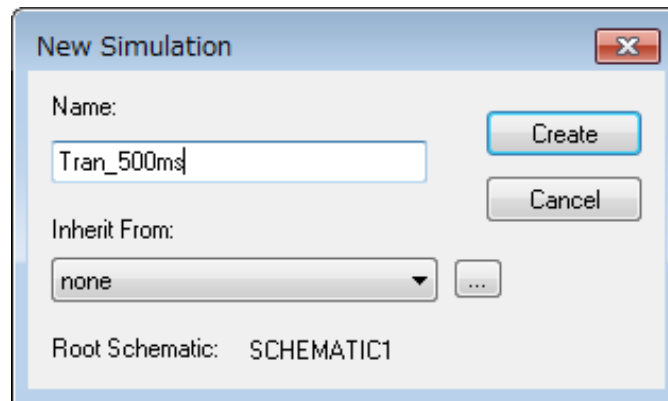 New Simulation
Name:
Create
Tran_500ms
Cancel
Inherit From:
none
...
Root Schematic: SCHEMATIC1